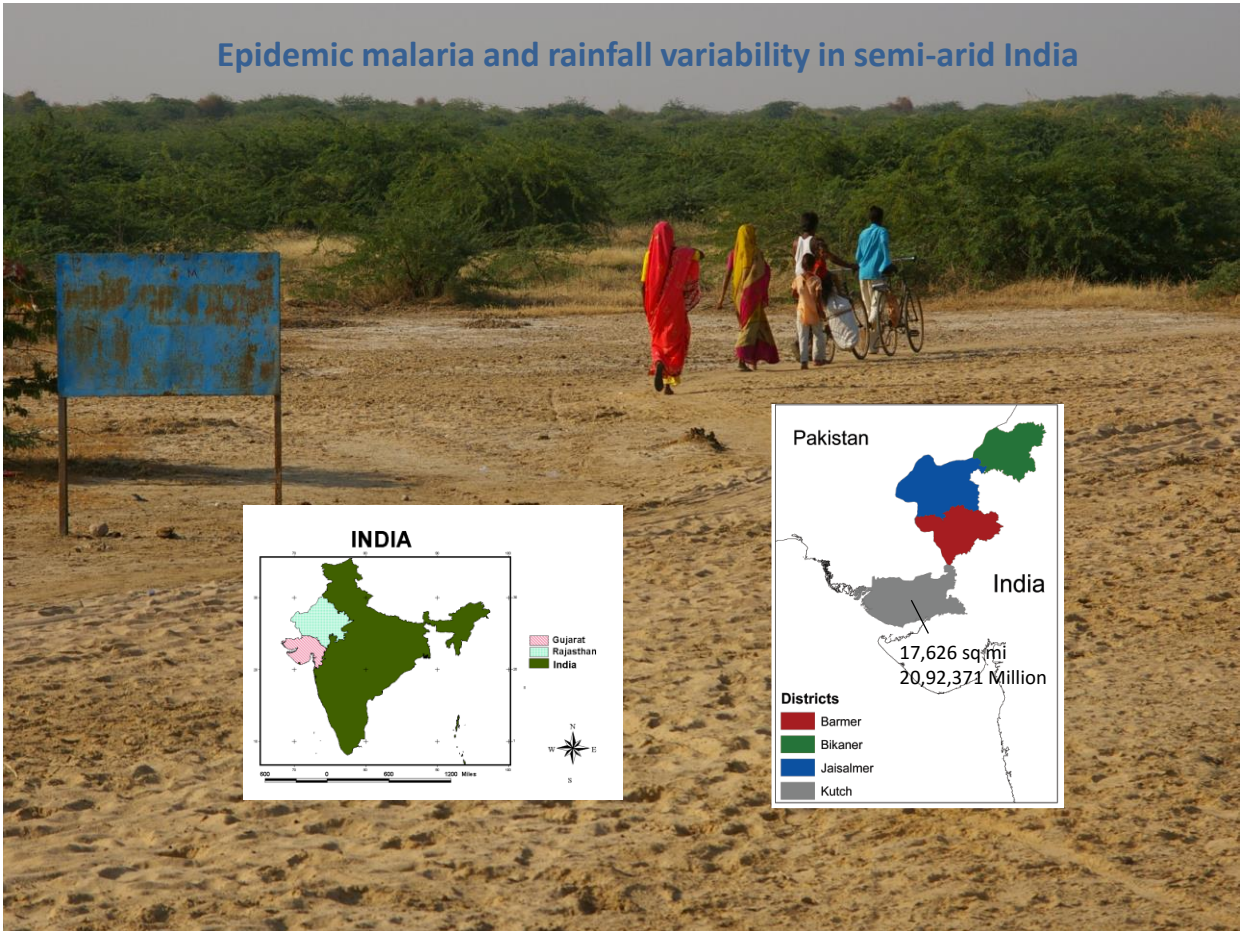 Epidemic malaria and rainfall variability in semi-arid India
INDIA
Gujarat
Rajasthan
India
N
W E
S
600 0 600 1200 Miles
Pakistan
India
17,626 sq mi
20,92,371 Million
Districts
Barmer
Bikaner
Jaisalmer
Kutch